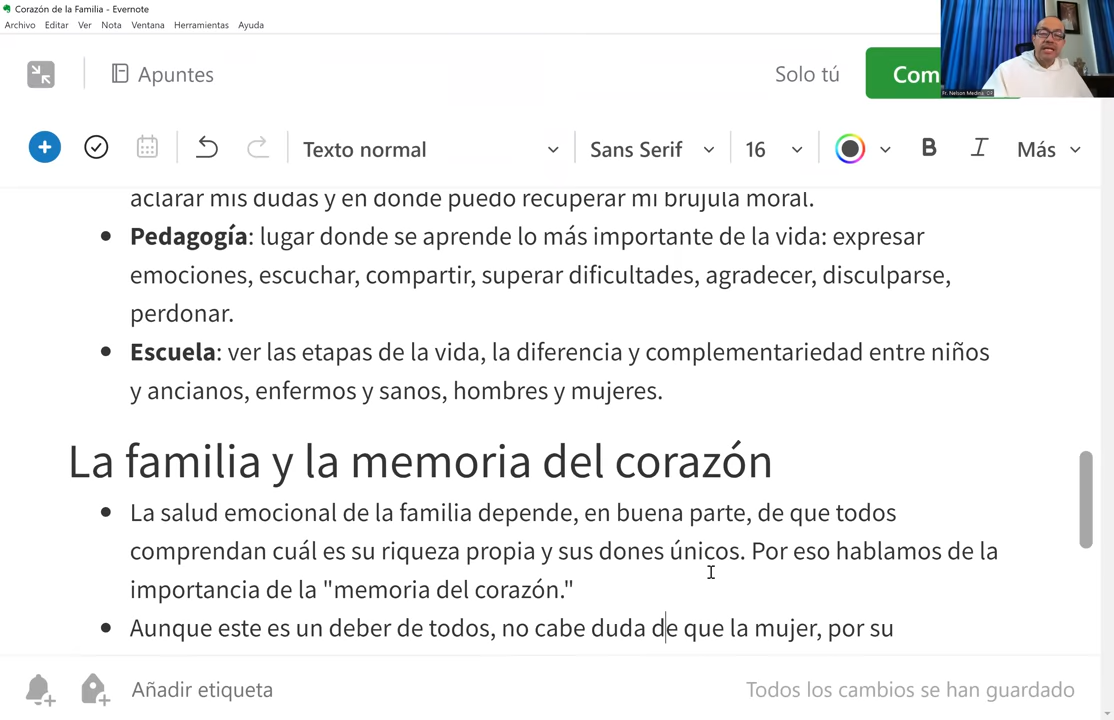 Corazón de la Familia - Evernote
Archivo Editar Ver Nota Ventana Herramientas Ayuda
Apuntes
Solo tú
Com
Fr. Nelson Medina, OP
Texto normal
Sans Serif
16
B
I
Más
aclarar mis dudas y en donde puedo recuperar mi brújula moral.
Pedagogía: lugar donde se aprende lo más importante de la vida: expresar
emociones, escuchar, compartir, superar dificultades, agradecer, disculparse,
perdonar.
Escuela: ver las etapas de la vida, la diferencia y complementariedad entre niños
y ancianos, enfermos y sanos, hombres y mujeres.
La familia y la memoria del corazón
La salud emocional de la familia depende, en buena parte, de que todos
comprendan cuál es su riqueza propia y sus dones únicos. Por eso hablamos de la
importancia de la "memoria del corazón."
Aunque este es un deber de todos, no cabe duda de que la mujer, por su
Añadir etiqueta
Todos los cambios se han guardado